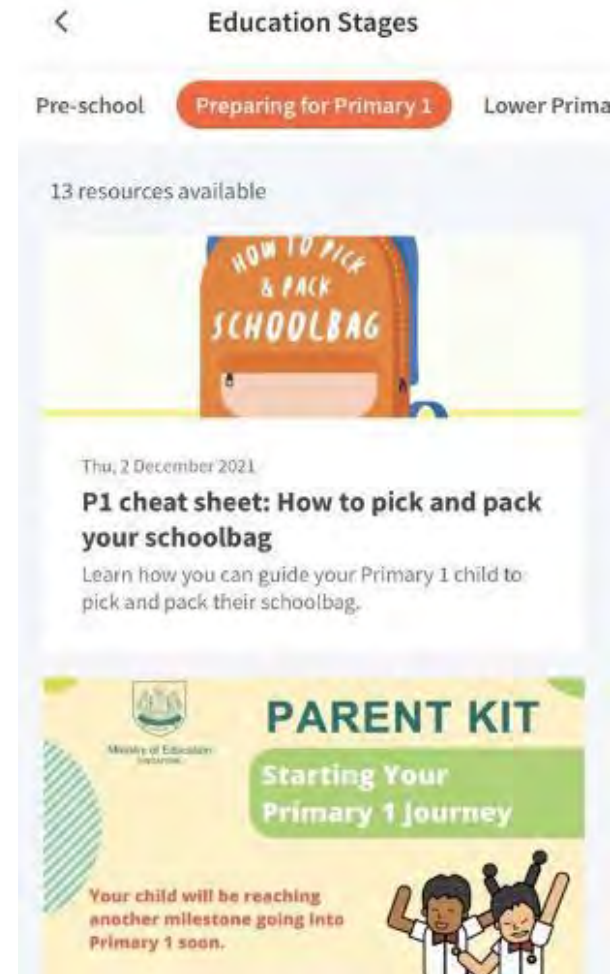 Education Stages
Pre-school
Preparing for Primary 1
Lower Prima
13 resources available
HOW TO PICK
& PACK
SCHOOLBAG
Thu, 2 December 2021
P1 cheat sheet: How to pick and pack
your schoolbag
Learn how you can guide your Primary 1 child to
pick and pack their schoolbag.
Ministry of Education
SINGAPORE
PARENT KIT
Starting Your
Primary 1 Journey
Your child will be reaching
another milestone going into
Primary 1 soon.